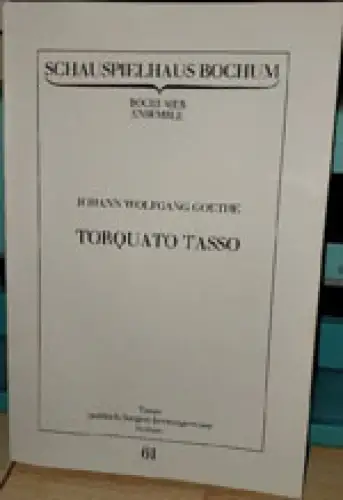 SCHAUSPIELHAUS BOCHUM
BOCHUMER
ENSEMBLE
JOHANN WOLFGANG GOETHE
TORQUATO TASSO
61